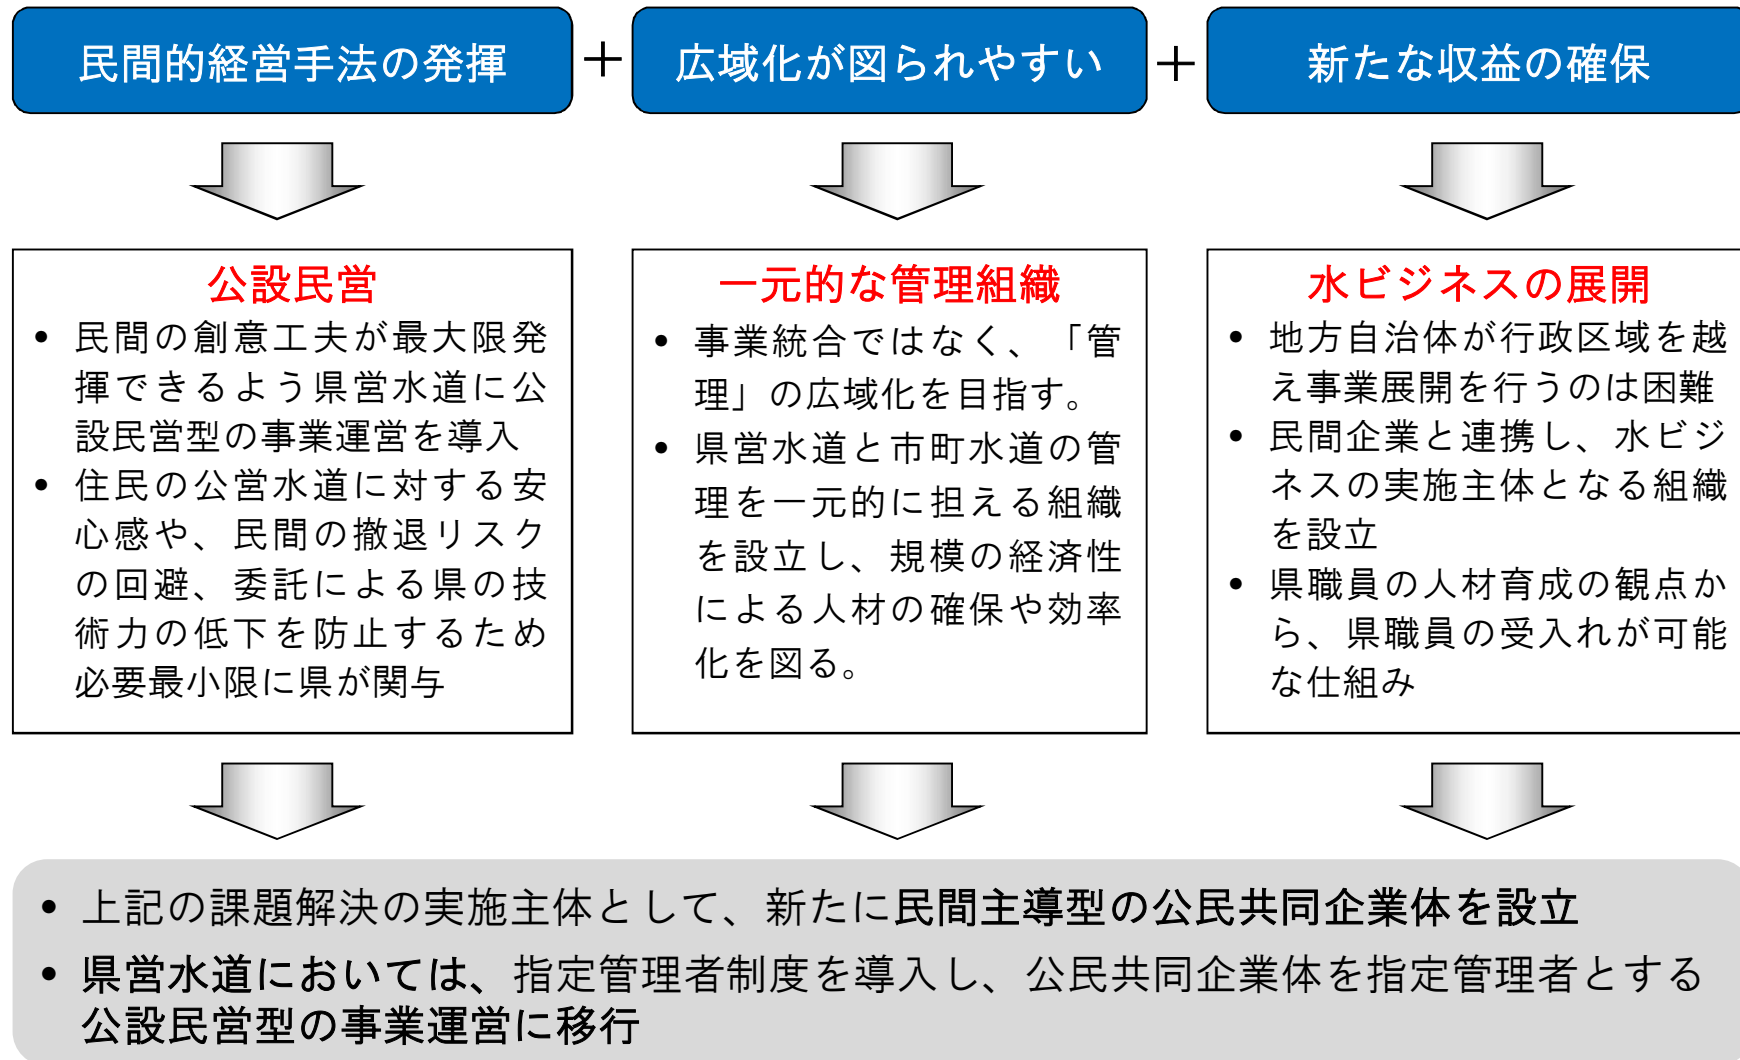 民間的経営手法の発揮
＋
広域化が図られやすい
＋
新たな収益の確保
公設民営
• 民間の創意工夫が最大限発
揮できるよう県営水道に公
設民営型の事業運営を導入
• 住民の公営水道に対する安
心感や、民間の撤退リスク
の回避、委託による県の技
術力の低下を防止するため
必要最小限に県が関与
一元的な管理組織
• 事業統合ではなく、「管
理」の広域化を目指す。
• 県営水道と市町水道の管
理を一元的に担える組織
を設立し、規模の経済性
による人材の確保や効率
化を図る。
水ビジネスの展開
• 地方自治体が行政区域を越
え事業展開を行うのは困難
• 民間企業と連携し、水ビジ
ネスの実施主体となる組織
を設立
• 県職員の人材育成の観点か
ら、県職員の受入れが可能
な仕組み
• 上記の課題解決の実施主体として、新たに民間主導型の公民共同企業体を設立
• 県営水道においては、指定管理者制度を導入し、公民共同企業体を指定管理者とする
公設民営型の事業運営に移行